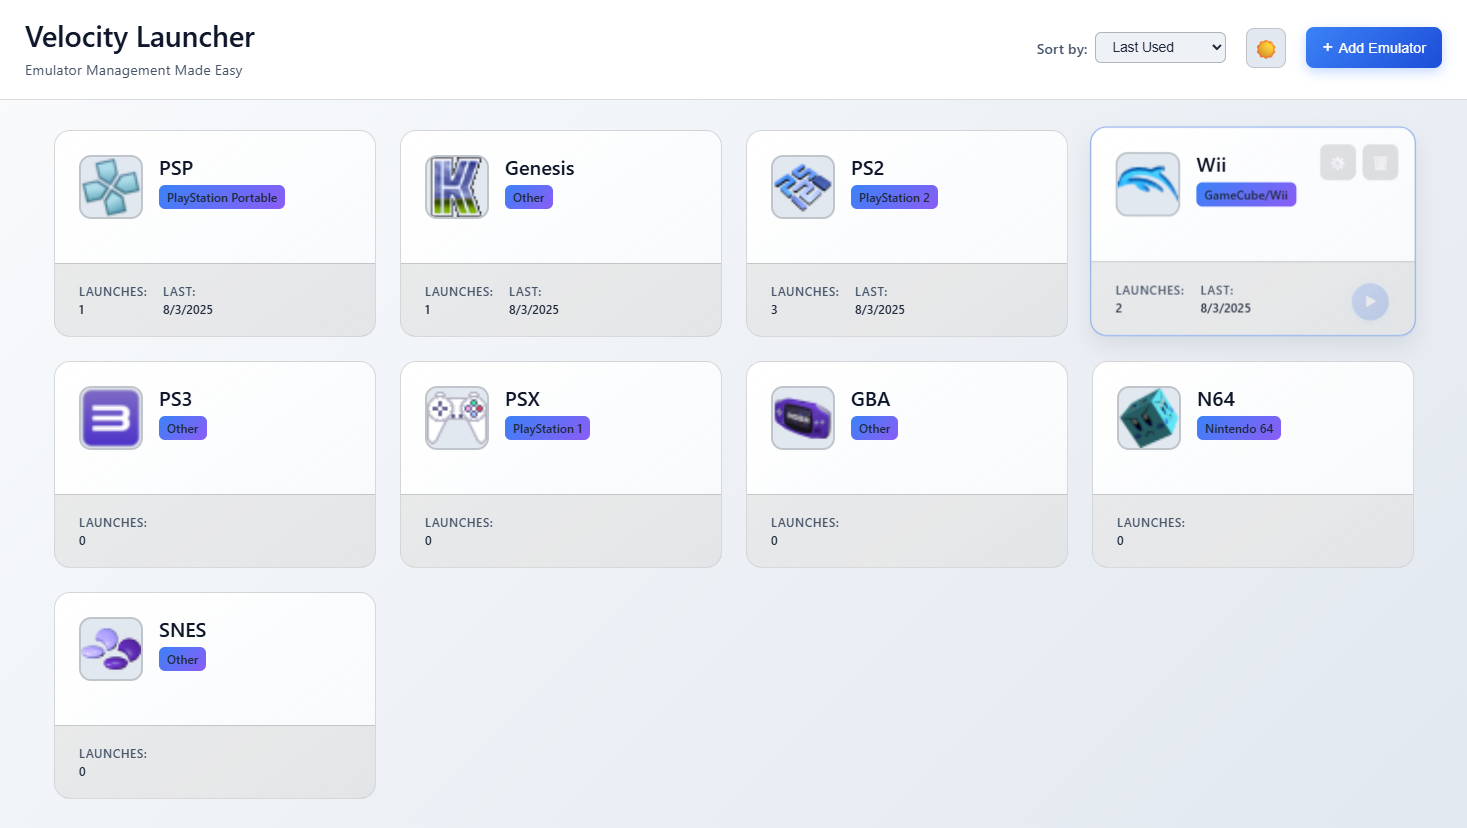 Velocity Launcher
Emulator Management Made Easy
Sort by:
Last Used
+ Add Emulator
PSP
PlayStation Portable
LAUNCHES: LAST:
1 8/3/2025
Genesis
Other
LAUNCHES: LAST:
1 8/3/2025
PS2
PlayStation 2
LAUNCHES: LAST:
3 8/3/2025
Wii
GameCube/Wii
LAUNCHES: LAST:
2 8/3/2025
PS3
Other
LAUNCHES:
0
PSX
PlayStation 1
LAUNCHES:
0
GBA
Other
LAUNCHES:
0
N64
Nintendo 64
LAUNCHES:
0
SNES
Other
LAUNCHES:
0